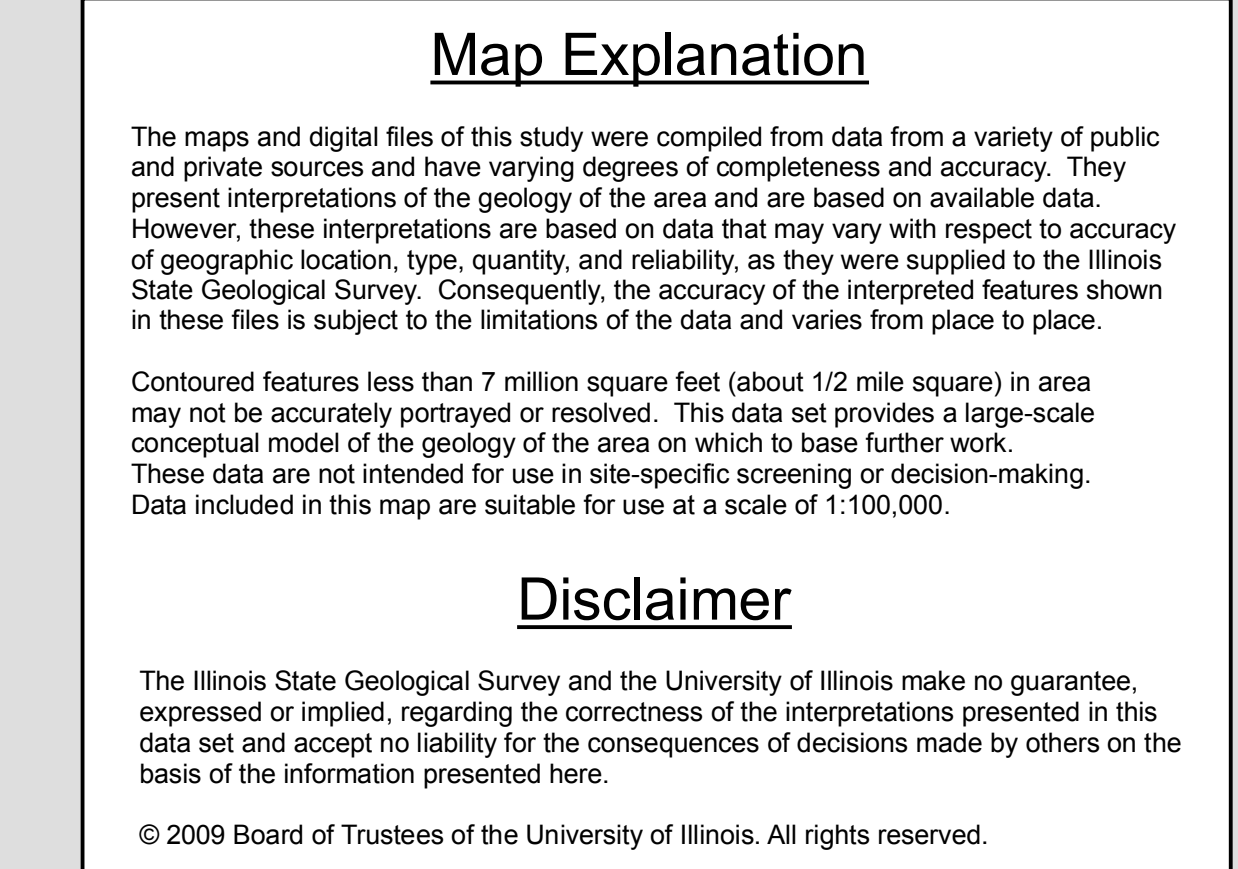 Map Explanation
The maps and digital files of this study were compiled from data from a variety of public
and private sources and have varying degrees of completeness and accuracy.  They
present interpretations of the geology of the area and are based on available data.
However, these interpretations are based on data that may vary with respect to accuracy
of geographic location, type, quantity, and reliability, as they were supplied to the Illinois
State Geological Survey.  Consequently, the accuracy of the interpreted features shown
in these files is subject to the limitations of the data and varies from place to place.
Contoured features less than 7 million square feet (about 1/2 mile square) in area
may not be accurately portrayed or resolved.  This data set provides a large-scale
conceptual model of the geology of the area on which to base further work.
These data are not intended for use in site-specific screening or decision-making.
Data included in this map are suitable for use at a scale of 1:100,000.
Disclaimer
The Illinois State Geological Survey and the University of Illinois make no guarantee,
expressed or implied, regarding the correctness of the interpretations presented in this
data set and accept no liability for the consequences of decisions made by others on the
basis of the information presented here.
© 2009 Board of Trustees of the University of Illinois. All rights reserved.